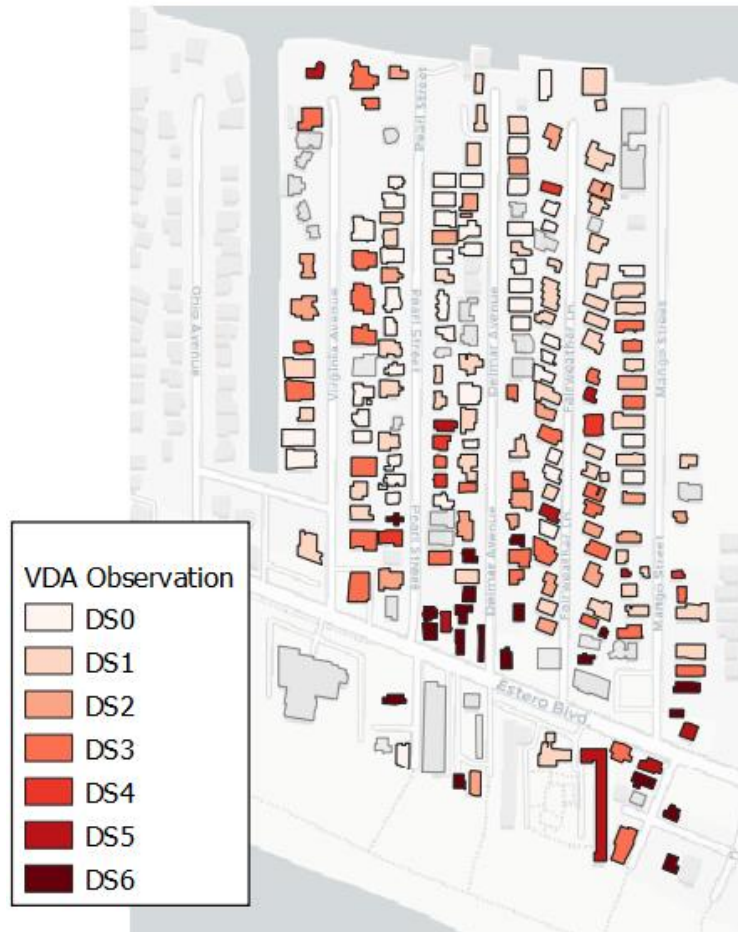 Pearl Street
Ohio Avenue
Virginia Avenue
Pearl Street
Delmar Avenue
Fairweather Ln
Mango Street
Pearl Street
Delmar Avenue
Fairweather Ln
Mango Street
Estero Blvd.
VDA Observation
DS0
DS1
DS2
DS3
DS4
DS5
DS6